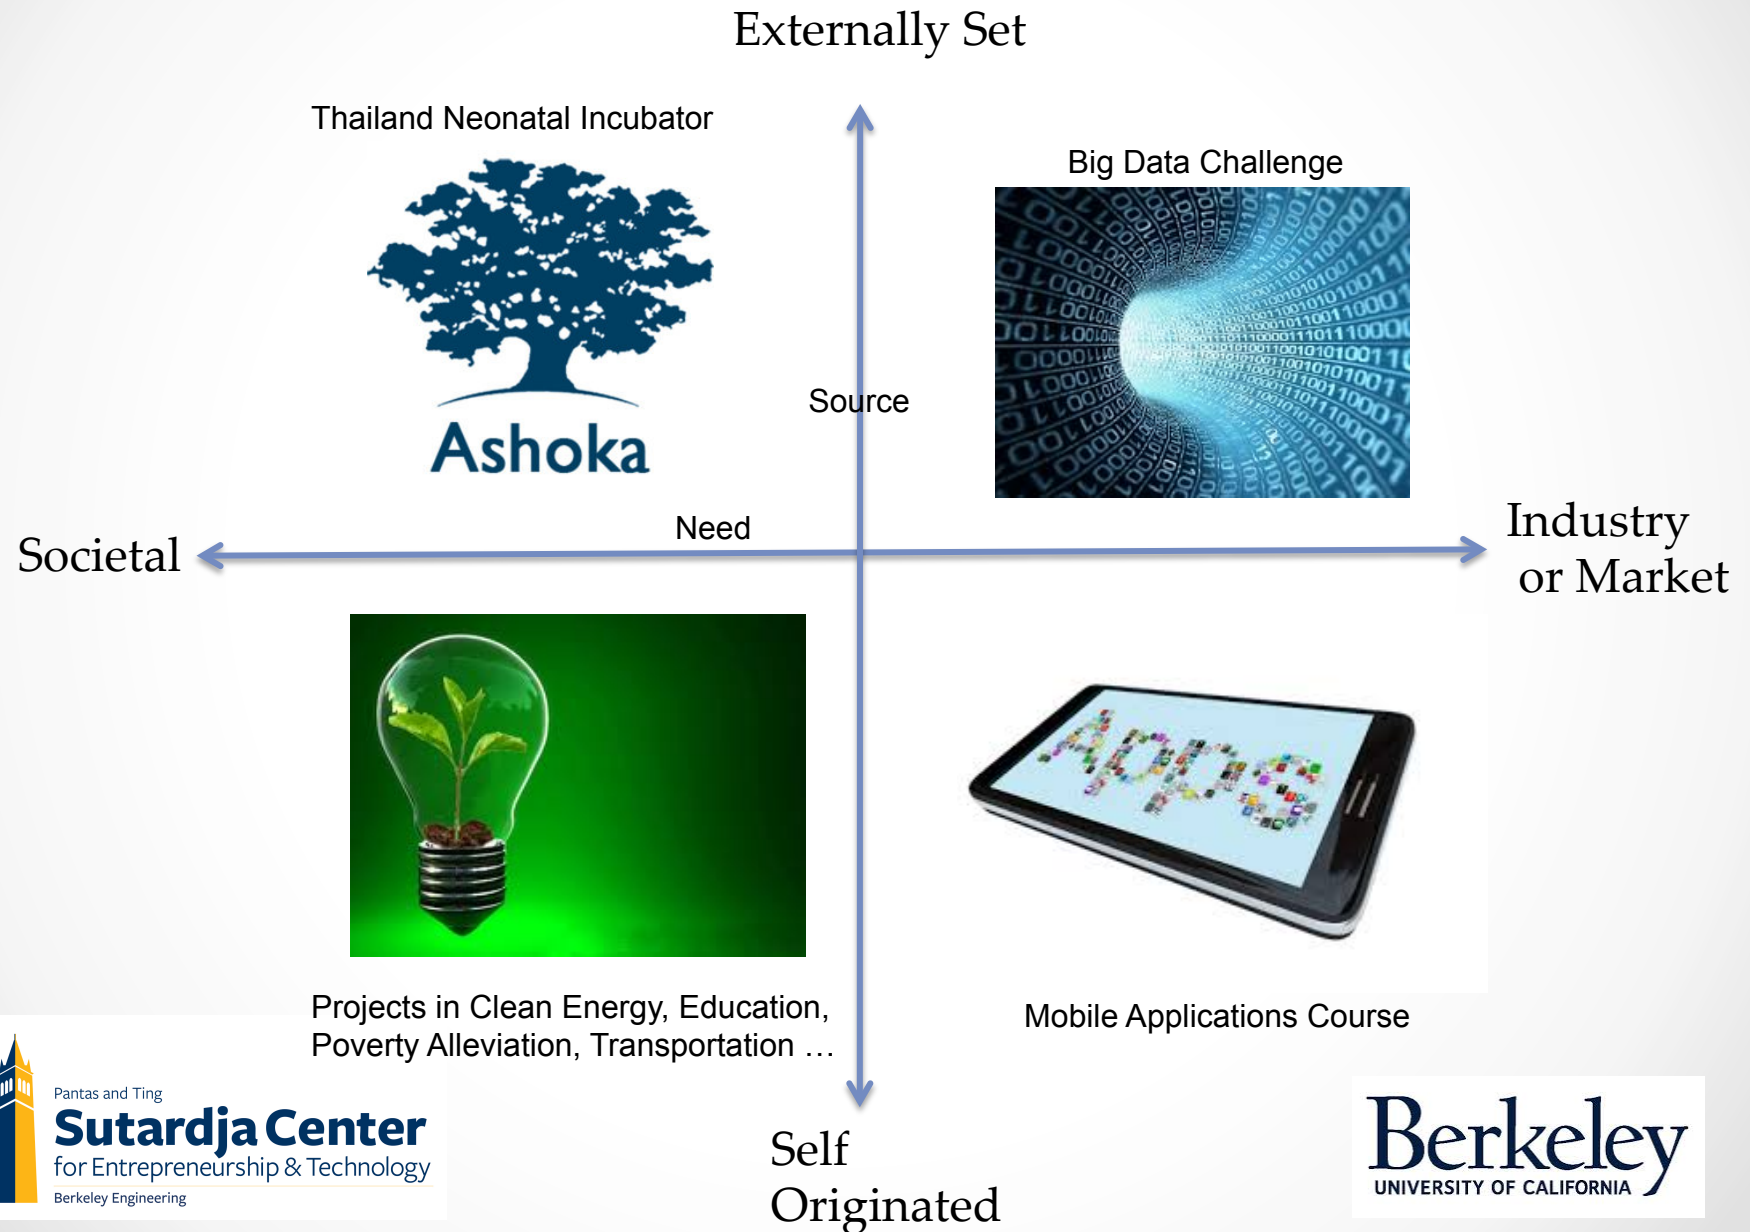 Externally Set
Thailand Neonatal Incubator
Big Data Challenge
Ashoka
Source
Need
Societal
Industry
or Market
Apps
Projects in Clean Energy, Education,
Poverty Alleviation, Transportation …
Mobile Applications Course
Pantas and Ting
Sutardja Center
for Entrepreneurship & Technology
Berkeley Engineering
Self
Originated
Berkeley
UNIVERSITY OF CALIFORNIA